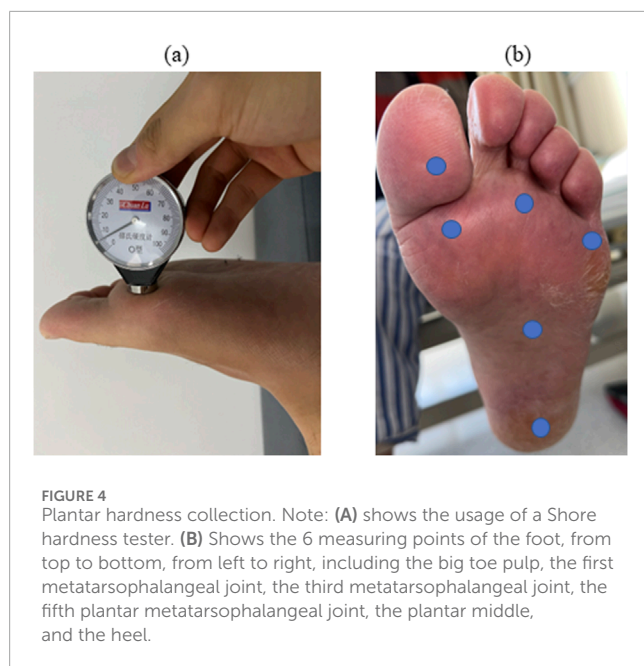 (a)
(b)
0 10 20 30 40 50 60 70 80 90 100
FIGURE 4
Plantar hardness collection. Note: (A) shows the usage of a Shore
hardness tester. (B) Shows the 6 measuring points of the foot, from
top to bottom, from left to right, including the big toe pulp, the first
metatarsophalangeal joint, the third metatarsophalangeal joint, the
fifth plantar metatarsophalangeal joint, the plantar middle,
and the heel.